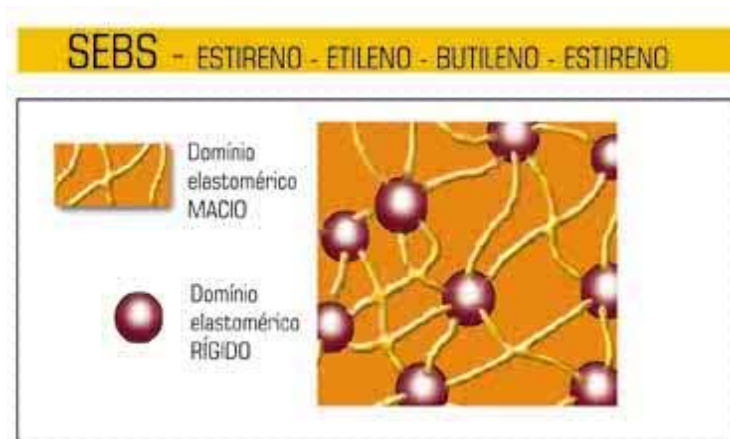 SEBS - ESTIRENO - ETILENO - BUTILENO - ESTIRENO
Domínio
elastomérico
MACIO
Domínio
elastomérico
RÍGIDO